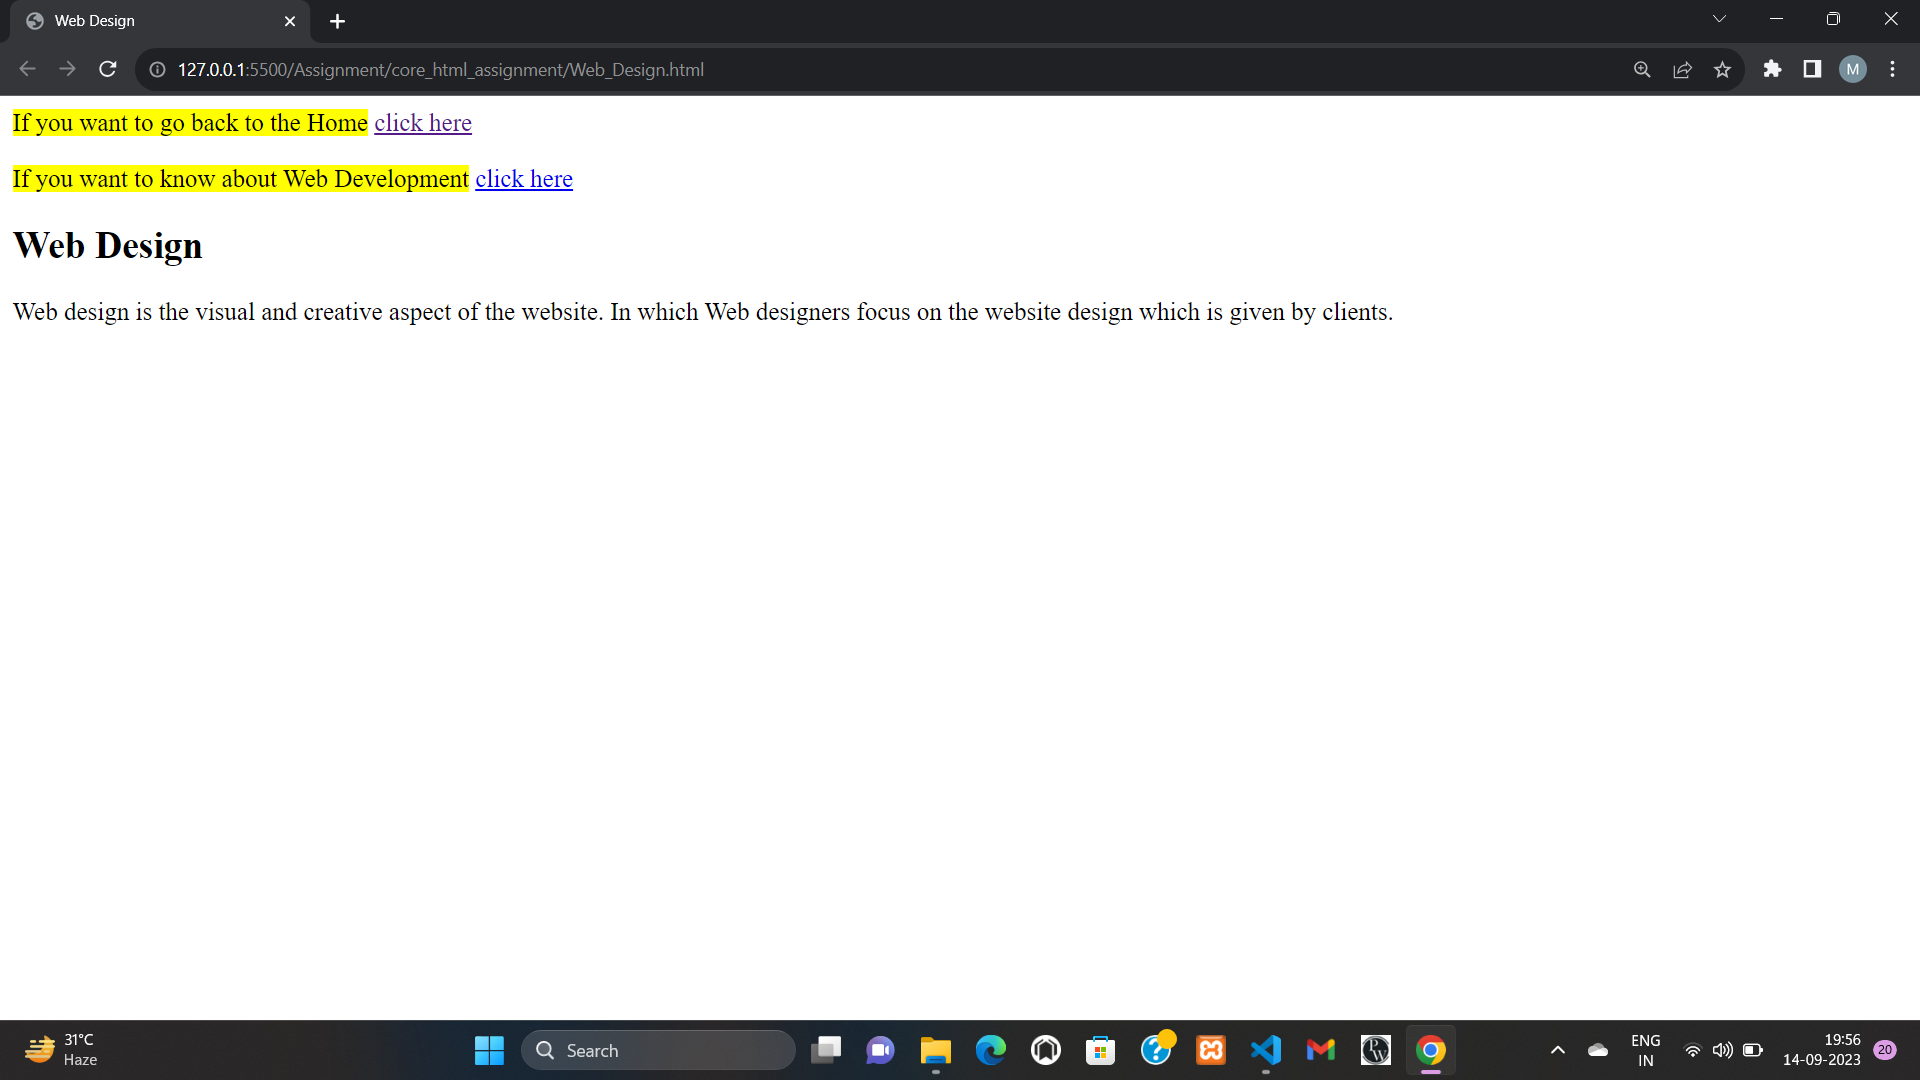 Web Design
127.0.0.1:5500/Assignment/core_html_assignment/Web_Design.html
M
If you want to go back to the Home click here
If you want to know about Web Development click here
Web Design
Web design is the visual and creative aspect of the website. In which Web designers focus on the website design which is given by clients.
31°C
Haze
Search
PW
ENG
IN
19:56
14-09-2023
20